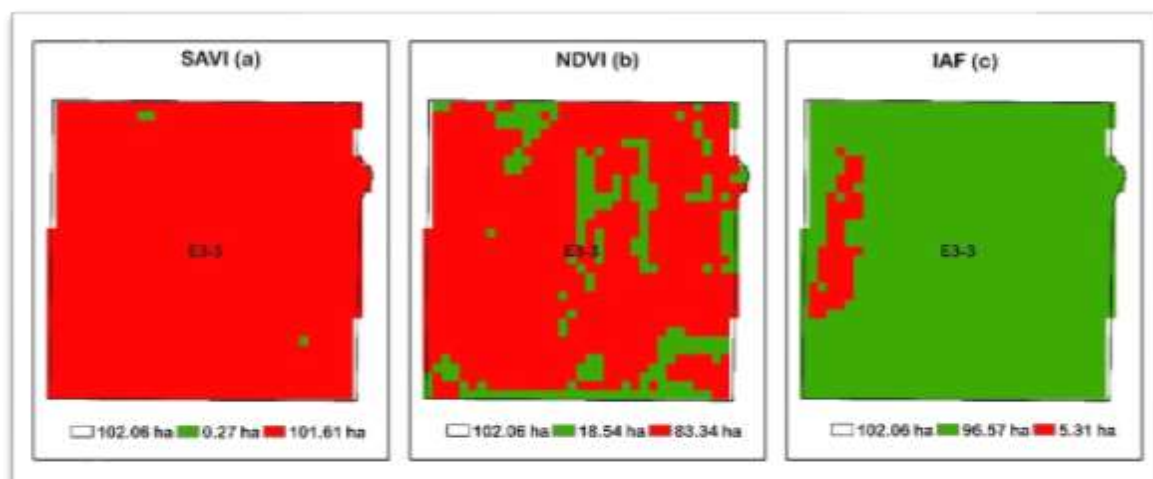 SAVI (a)
E3-3
102.06 ha 0.27 ha 101.61 ha
NDVI (b)
E3-3
102.06 ha 18.54 ha 83.34 ha
IAF (c)
E3-3
102.06 ha 96.57 ha 5.31 ha